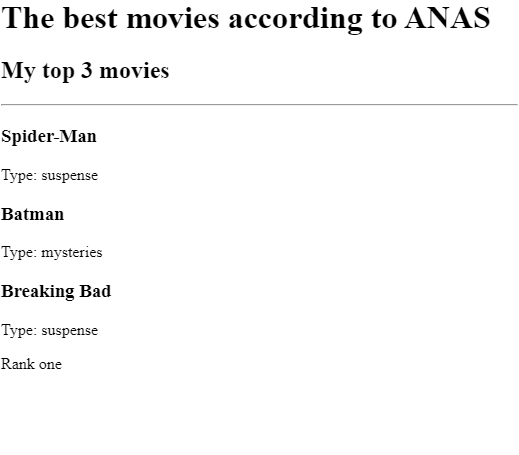 The best movies according to ANAS
My top 3 movies
Spider-Man
Type: suspense
Batman
Type: mysteries
Breaking Bad
Type: suspense
Rank one